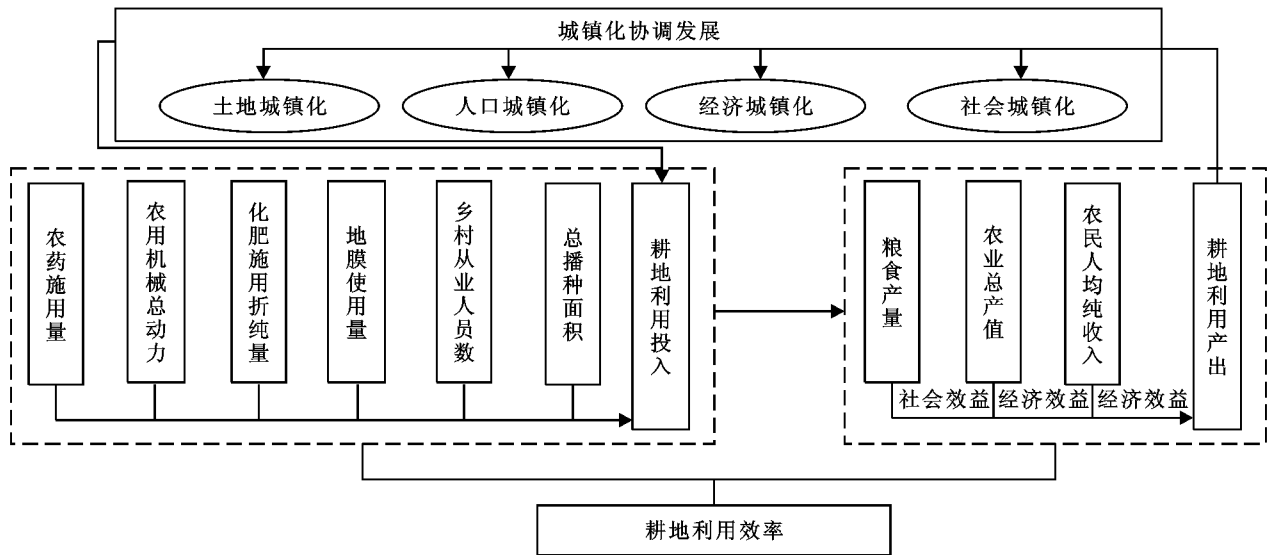 城镇化协调发展
土地城镇化
人口城镇化
经济城镇化
社会城镇化
农药施用量
农用机械总动力
化肥施用折纯量
地膜使用量
乡村从业人员数
总播种面积
耕地利用投入
粮食产量
农业总产值
农民人均纯收入
耕地利用产出
社会效益
经济效益
经济效益
耕地利用效率